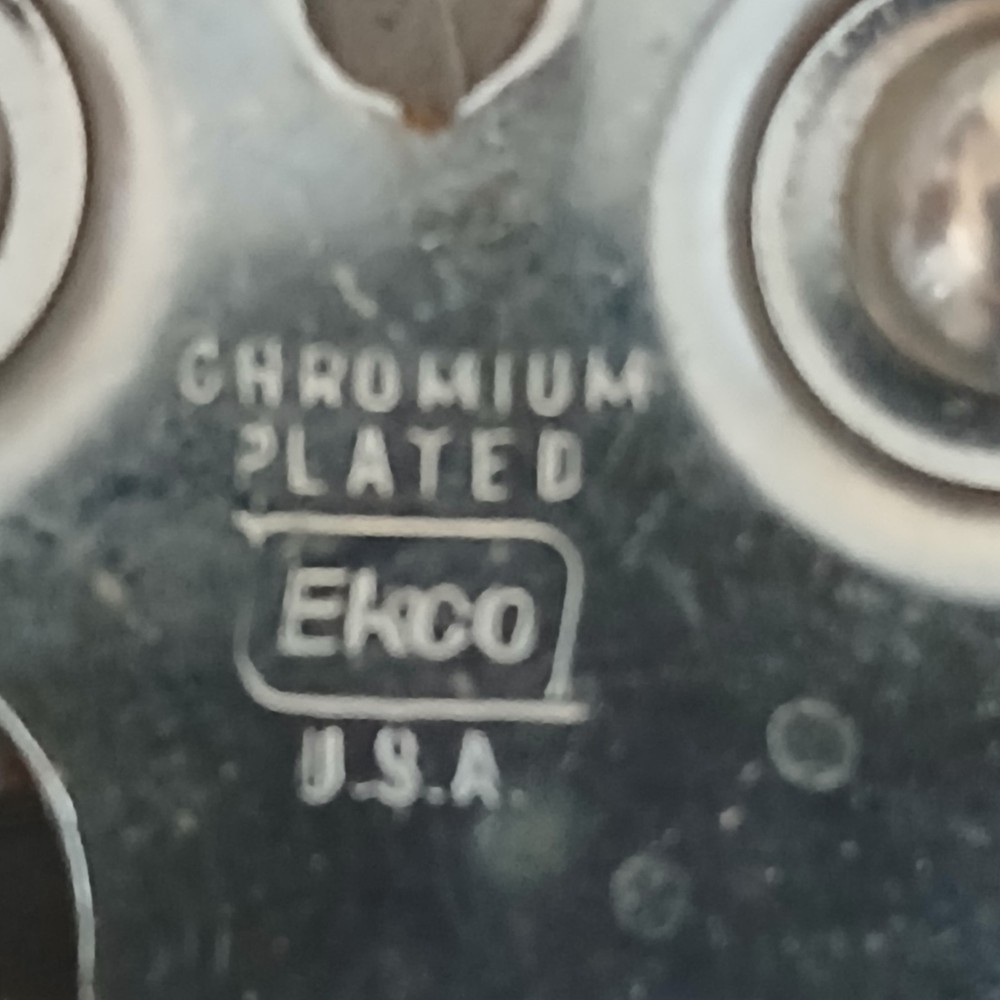 CHROMIUM
PLATED
Ekco
U.S.A.